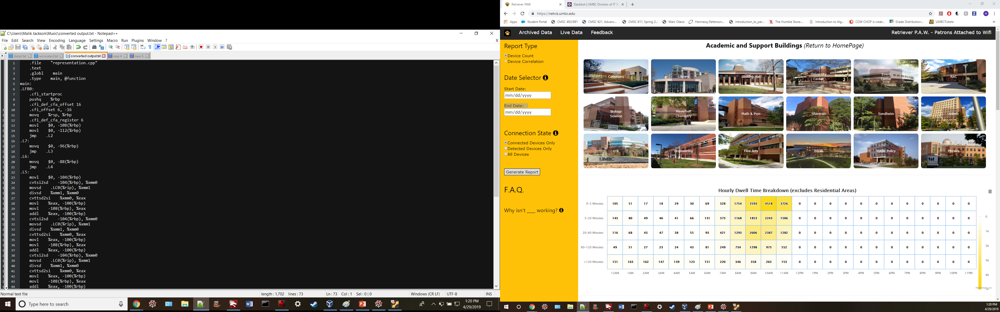 C:\Users\Malik Jackson\Music\converted output.txt - Notepad++
File Edit Search View Encoding Language Settings Macro Run Plugins Window ? X
detail.txt recreated.txt converted output.txt new 4 new 5
1 .file "representation.cpp"
2 .text
3 .globl main
4 .type main, @function
5 main:
6 .LFB0:
7 .cfi_startproc
8 pushq %rbp
9 .cfi_def_cfa_offset 16
10 .cfi_offset 6, -16
11 movq %rsp, %rbp
12 .cfi_def_cfa_register 6
13 movl $0, -108(%rbp)
14 movl $0, -112(%rbp)
15 jmp .L2
16 .L7:
17 movq $0, -96(%rbp)
18 jmp .L3
19 .L6:
20 movq $0, -88(%rbp)
21 jmp .L4
22 .L5:
23 movl $0, -104(%rbp)
24 cvtsi2sd -104(%rbp), %xmm0
25 movsd .LC0(%rip), %xmm1
26 divsd %xmm1, %xmm0
27 cvttsd2si %xmm0, %eax
28 movl %eax, -100(%rbp)
29 movl -108(%rbp), %eax
30 addl %eax, -100(%rbp)
31 cvtsi2sd -104(%rbp), %xmm0
32 movsd .LC0(%rip), %xmm1
33 divsd %xmm1, %xmm0
34 cvttsd2si %xmm0, %eax
35 movl %eax, -100(%rbp)
36 movl -108(%rbp), %eax
37 addl %eax, -100(%rbp)
38 cvtsi2sd -104(%rbp), %xmm0
39 movsd .LC0(%rip), %xmm1
40 divsd %xmm1, %xmm0
41 cvttsd2si %xmm0, %eax
42 movl %eax, -100(%rbp)
43 movl -108(%rbp), %eax
44 addl %eax, -100(%rbp)
Normal text file length : 1,702 lines : 73 Ln : 73 Col : 1 Sel : 0 | 0 Windows (CR LF) UTF-8 INS
Type here to search
1:20 PM
4/29/2019
Retriever PAW Slackbot | UMBC Division of IT
https://netviz.umbc.edu
Apps Student Portal CMSC 483/691 CMSC 621, Advanc... CMSC 611, Spring 2... Marc Olano Hennessy,Patterson... introduction_to_par... The Humble Store:... Introduction to Alg... COW CHOP is creat... Grade Distribution... UMBCTickets »
Archived Data Live Data Feedback Retriever P.A.W. - Patrons Attached to Wifi
Report Type
Device Count
Device Correlation
Date Selector
Start Date:
mm/dd/yyyy
End Date:
mm/dd/yyyy
Connection State
Connected Devices Only
Detected Devices Only
All Devices
Generate Report
F.A.Q.
Why isn't ____ working?
Academic and Support Buildings (Return to HomePage)
Commons Library Dinning Hall University Center Event Center RAC
Biology Science Meyerhoff Chemistry Math & Psyc Sherman Sondheim Admin
ITE Engineering Fine Arts PAHB Public Policy Physics
UMBC
1st
Hourly Dwell Time Breakdown (excludes Residential Areas)
0-5 Minutes 105 51 17 18 29 30 69 328 1754 3593 4518 3726 0 0 0 0 0 0 0 0 0 0 0 0
5-20 Minutes 143 80 49 46 41 66 131 373 1168 1853 2243 1506 0 0 0 0 0 0 0 0 0 0 0 0
20-60 Minutes 116 68 43 47 38 55 93 421 1293 2606 2387 1282 0 0 0 0 0 0 0 0 0 0 0 0
60-120 Minutes 49 51 27 23 24 43 81 249 734 1298 973 552 0 0 0 0 0 0 0 0 0 0 0 0
>120 Minutes 151 163 162 147 139 123 151 220 346 358 263 153 0 0 0 0 0 0 0 0 0 0 0 0
12AM 1AM 2AM 3AM 4AM 5AM 6AM 7AM 8AM 9AM 10AM 11AM 12PM 1PM 2PM 3PM 4PM 5PM 6PM 7PM 8PM 9PM 10PM 11PM
0
1k
2k
3k
4k
1:20 PM
4/29/2019